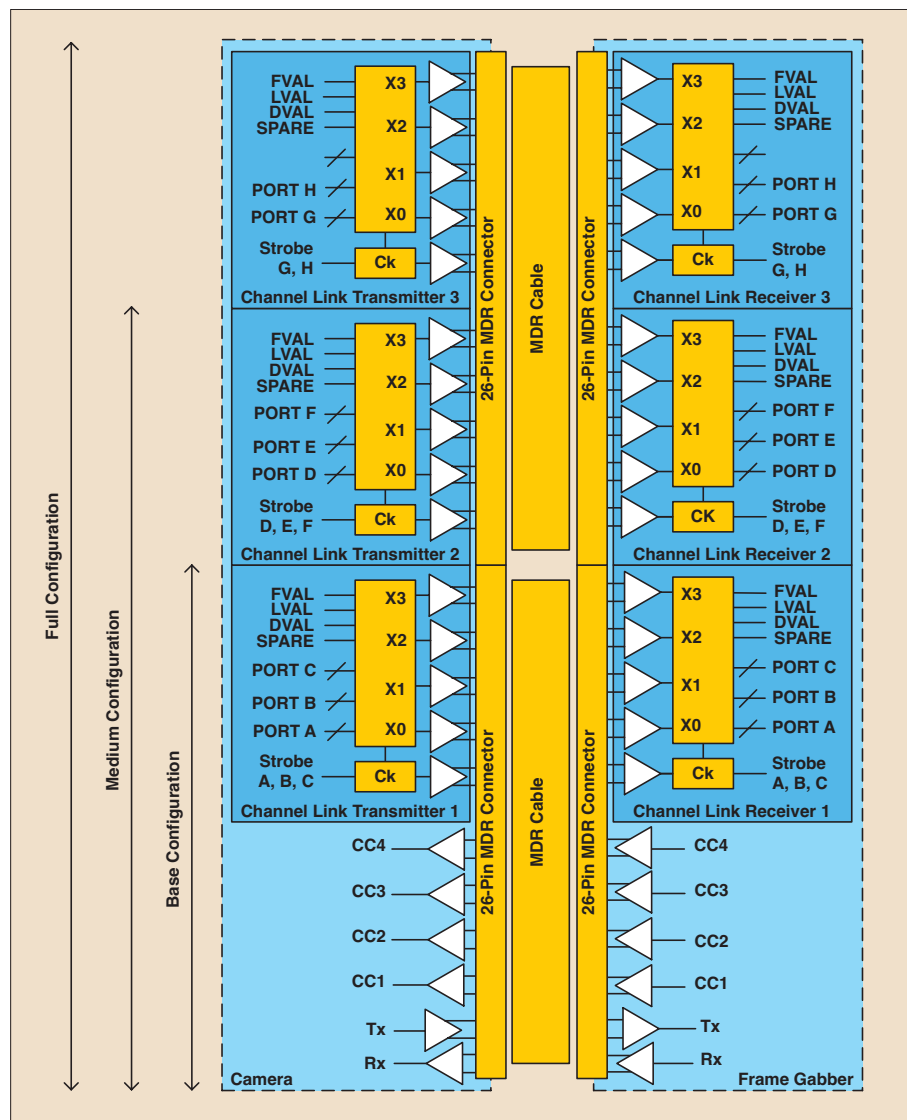 Full Configuration
Medium Configuration
Base Configuration
FVAL
LVAL
DVAL
SPARE
PORT H
PORT G
Strobe
G, H
X3
X2
X1
X0
Ck
Channel Link Transmitter 3
FVAL
LVAL
DVAL
SPARE
PORT F
PORT E
PORT D
Strobe
D, E, F
X3
X2
X1
X0
Ck
Channel Link Transmitter 2
FVAL
LVAL
DVAL
SPARE
PORT C
PORT B
PORT A
Strobe
A, B, C
X3
X2
X1
X0
Ck
Channel Link Transmitter 1
CC4
CC3
CC2
CC1
Tx
Rx
Camera
26-Pin MDR Connector
26-Pin MDR Connector
MDR Cable
MDR Cable
26-Pin MDR Connector
26-Pin MDR Connector
X3
X2
X1
X0
Ck
FVAL
LVAL
DVAL
SPARE
PORT H
PORT G
Strobe
G, H
Channel Link Receiver 3
X3
X2
X1
X0
CK
FVAL
LVAL
DVAL
SPARE
PORT F
PORT E
PORT D
Strobe
D, E, F
Channel Link Receiver 2
X3
X2
X1
X0
Ck
FVAL
LVAL
DVAL
SPARE
PORT C
PORT B
PORT A
Strobe
A, B, C
Channel Link Receiver 1
CC4
CC3
CC2
CC1
Tx
Rx
Frame Gabber